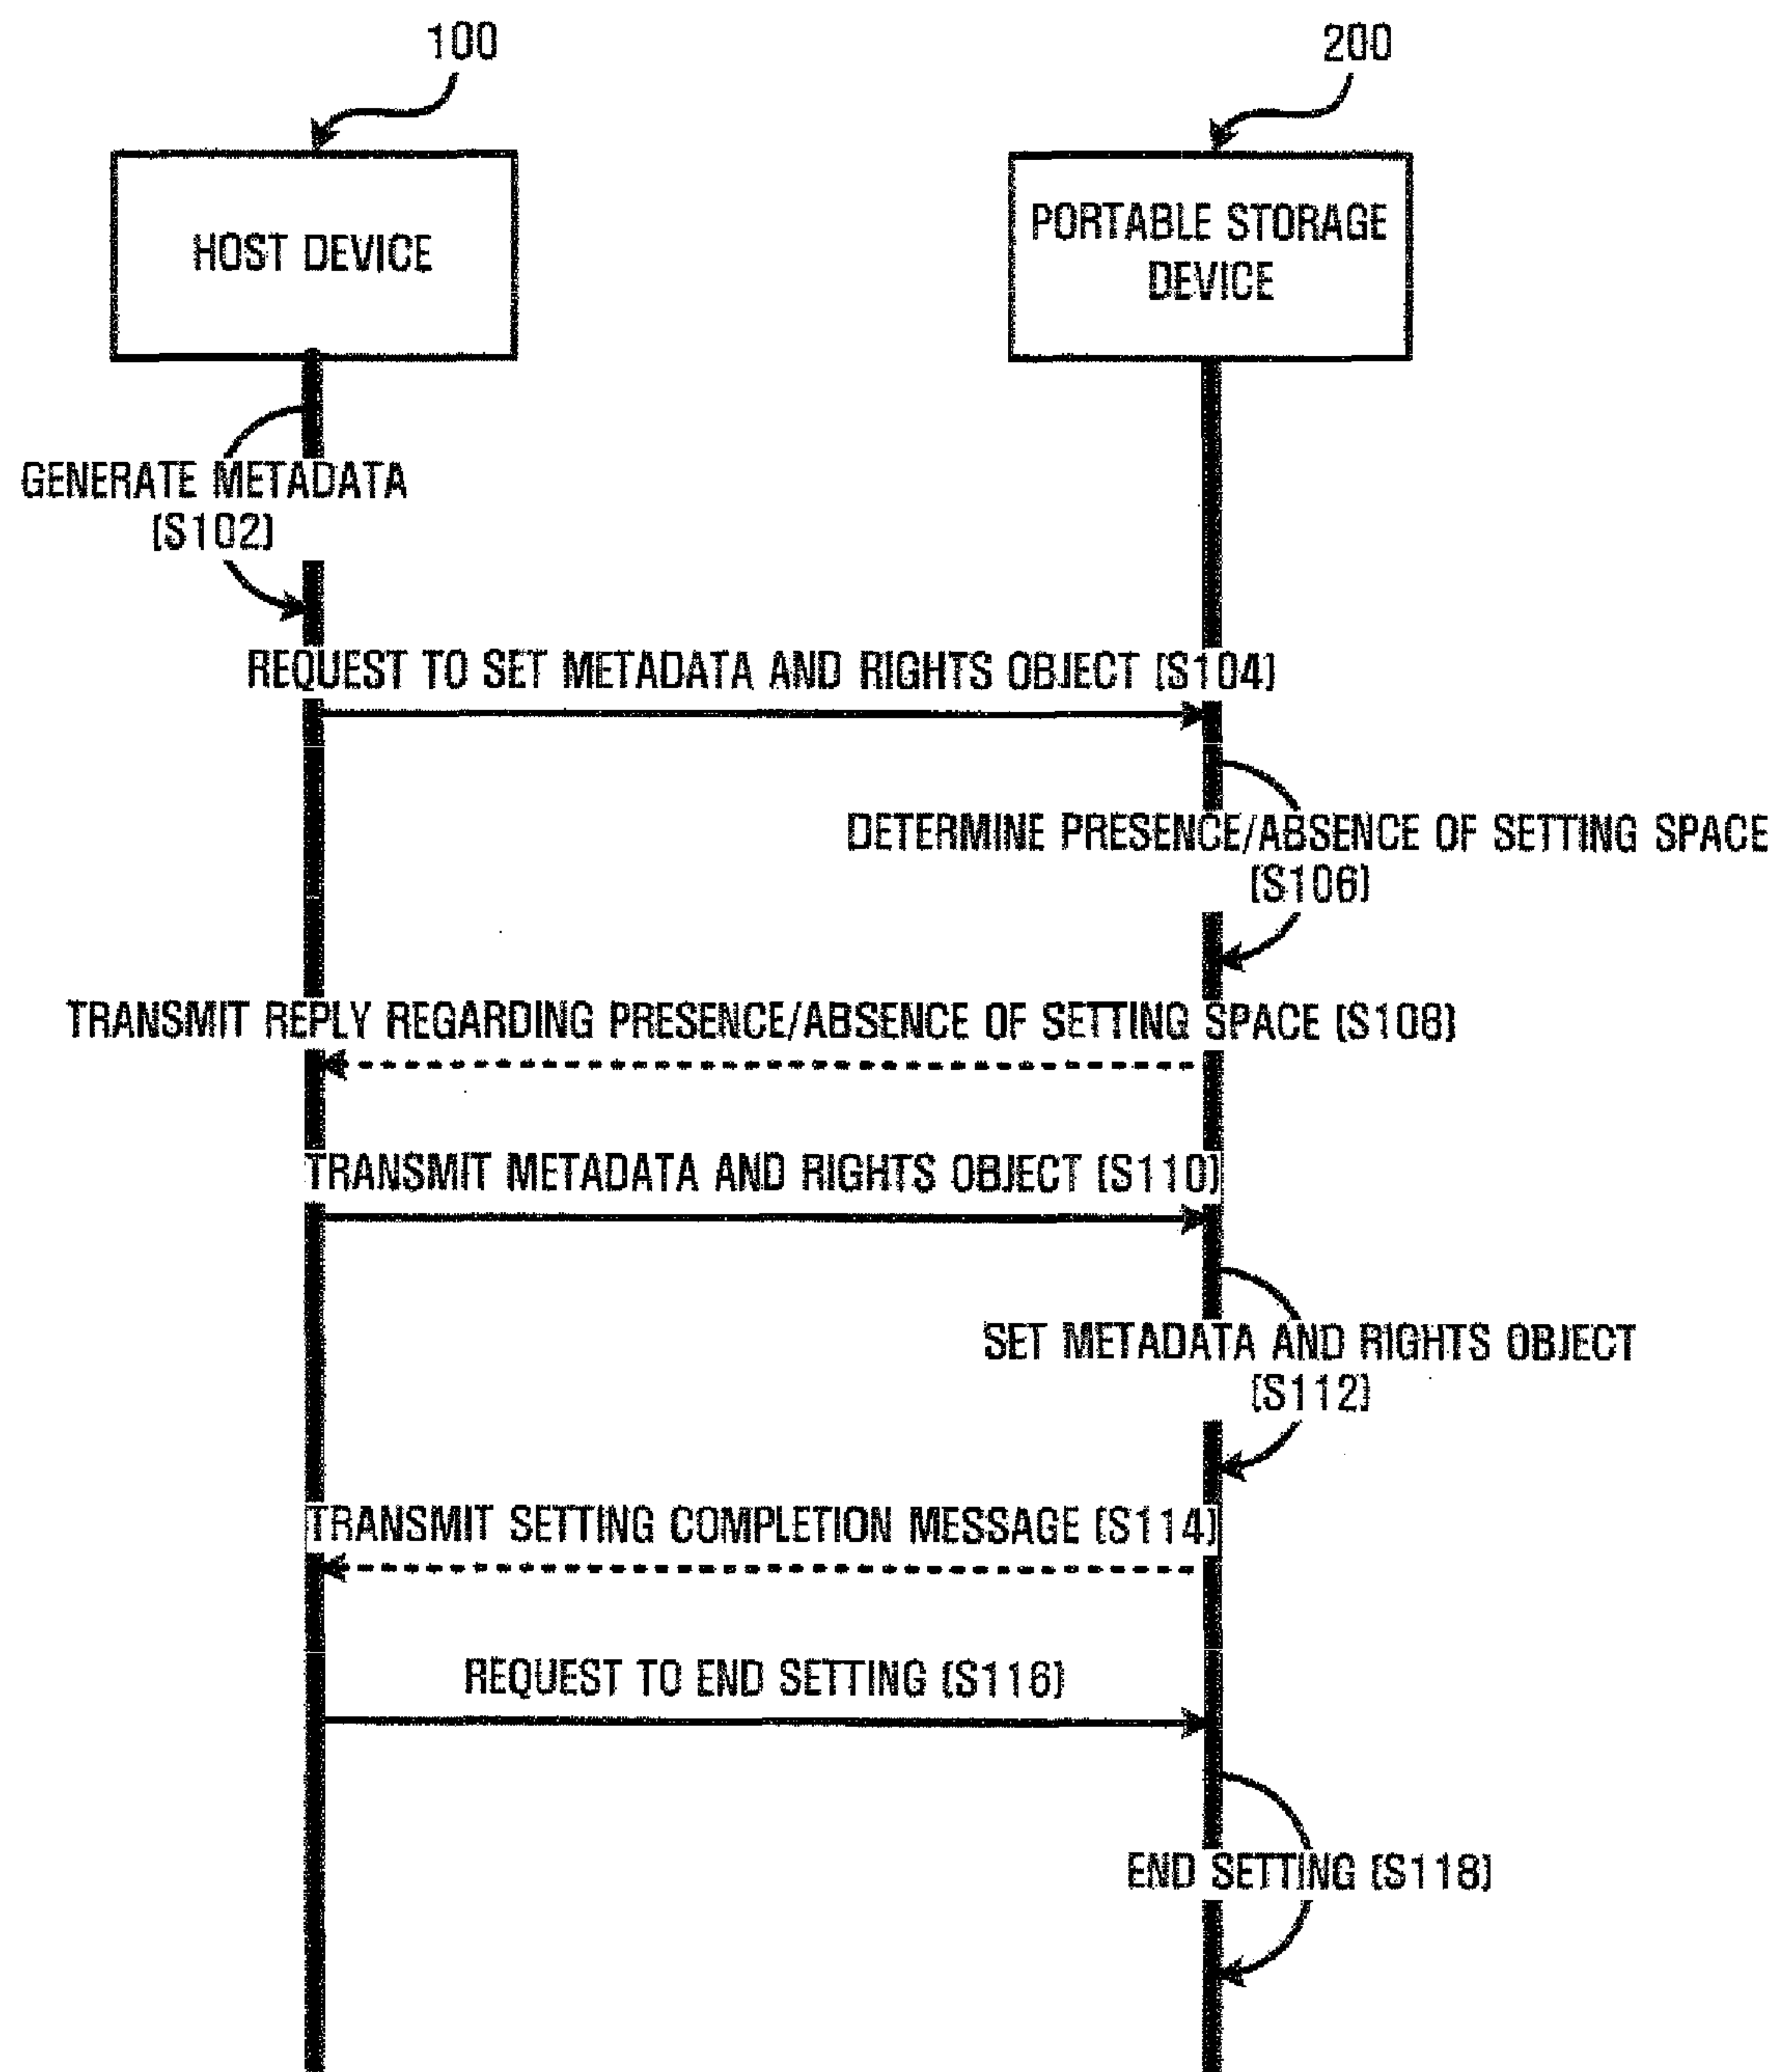 100
200
HOST DEVICE
PORTABLE STORAGE
DEVICE
GENERATE METADATA
(S102)
REQUEST TO SET METADATA AND RIGHTS OBJECT (S104)
DETERMINE PRESENCE/ABSENCE OF SETTING SPACE
(S106)
TRANSMIT REPLY REGARDING PRESENCE/ABSENCE OF SETTING SPACE (S108)
TRANSMIT METADATA AND RIGHTS OBJECT (S110)
SET METADATA AND RIGHTS OBJECT
(S112)
TRANSMIT SETTING COMPLETION MESSAGE (S114)
REQUEST TO END SETTING (S116)
END SETTING (S118)